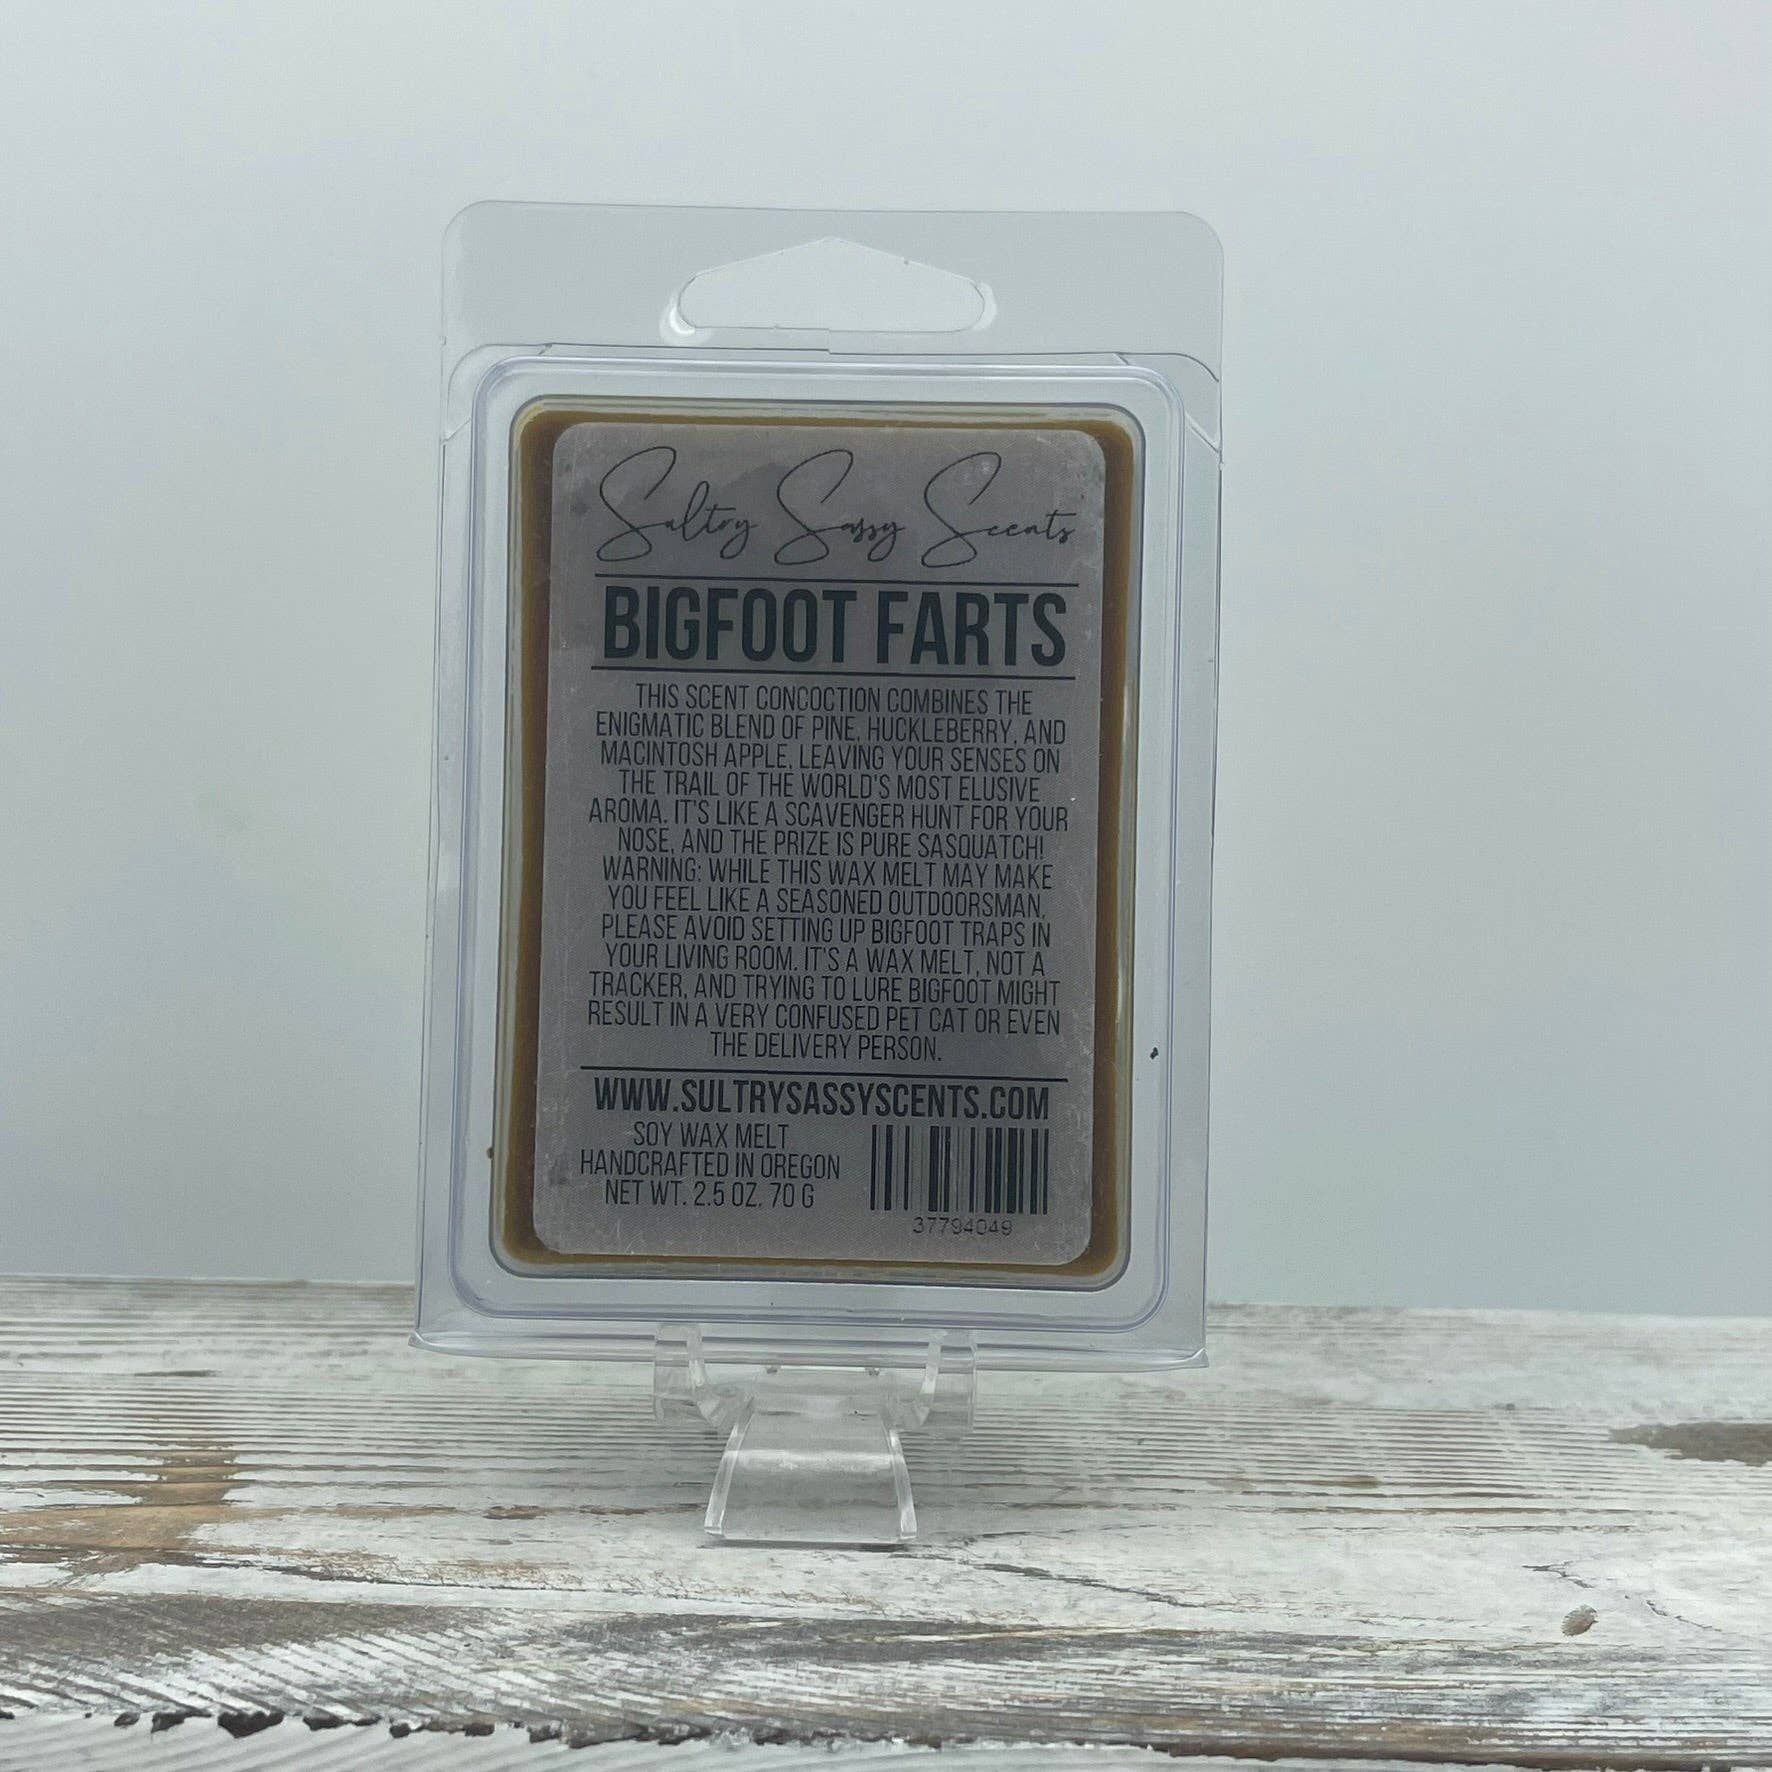 Sultry Sassy Scents
BIGFOOT FARTS
THIS SCENT CONCOCTION COMBINES THE
ENIGMATIC BLEND OF PINE, HUCKLEBERRY, AND
MACINTOSH APPLE, LEAVING YOUR SENSES ON
THE TRAIL OF THE WORLD'S MOST ELUSIVE
AROMA. IT'S LIKE A SCAVENGER HUNT FOR YOUR
NOSE, AND THE PRIZE IS PURE SASQUATCH!
WARNING: WHILE THIS WAX MELT MAY MAKE
YOU FEEL LIKE A SEASONED OUTDOORSMAN,
PLEASE AVOID SETTING UP BIGFOOT TRAPS IN
YOUR LIVING ROOM. IT'S A WAX MELT, NOT A
TRACKER, AND TRYING TO LURE BIGFOOT MIGHT
RESULT IN A VERY CONFUSED PET CAT OR EVEN
THE DELIVERY PERSON.
WWW.SULTRYSASSYSCENTS.COM
SOY WAX MELT
HANDCRAFTED IN OREGON
NET WT. 2.5 OZ, 70 G
37794049